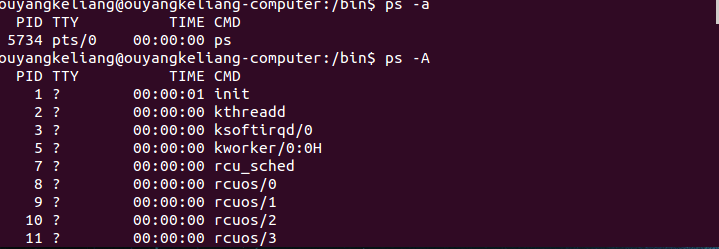 ouyangkeliang@ouyangkeliang-computer:/bin$ ps -a
PID TTY TIME CMD
5734 pts/0 00:00:00 ps
ouyangkeliang@ouyangkeliang-computer:/bin$ ps -A
PID TTY TIME CMD
1 ? 00:00:01 init
2 ? 00:00:00 kthreadd
3 ? 00:00:00 ksoftirqd/0
5 ? 00:00:00 kworker/0:0H
7 ? 00:00:00 rcu_sched
8 ? 00:00:00 rcuos/0
9 ? 00:00:00 rcuos/1
10 ? 00:00:00 rcuos/2
11 ? 00:00:00 rcuos/3